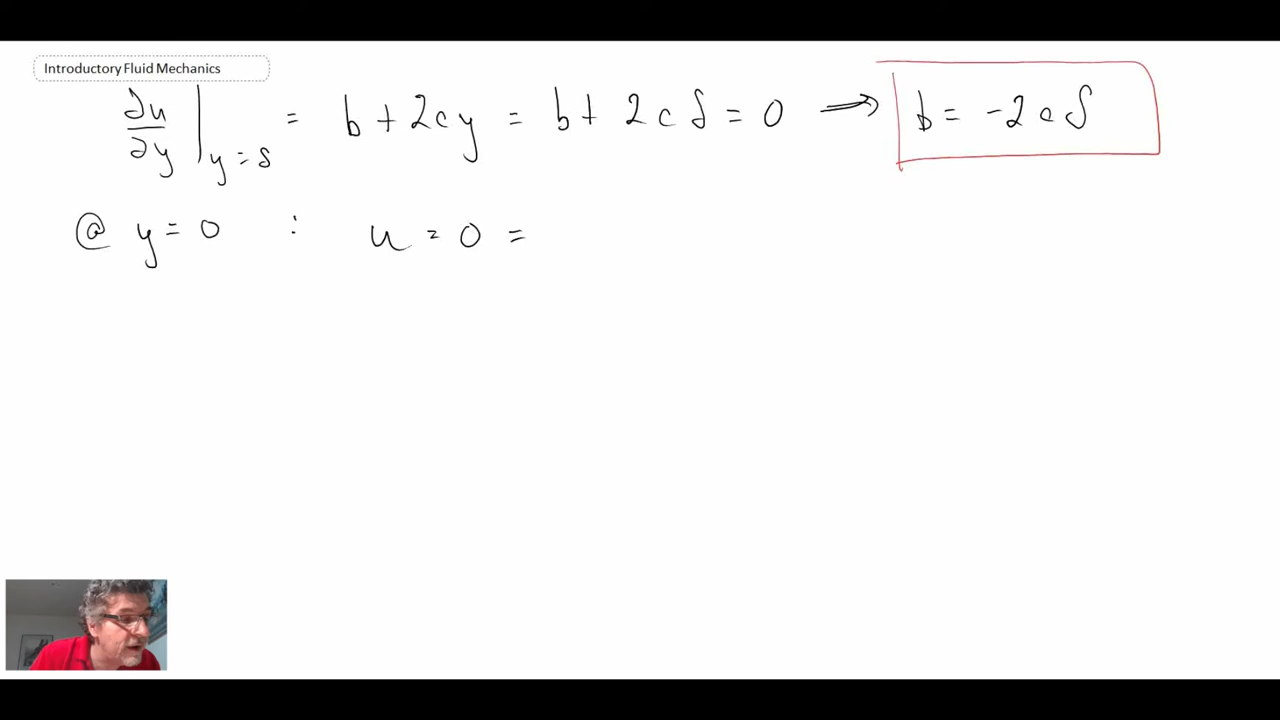 Introductory Fluid Mechanics
∂u/∂y |y=δ = b + 2cy = b + 2cδ = 0 ⟹ b = -2cδ
@ y = 0 : u = 0 =